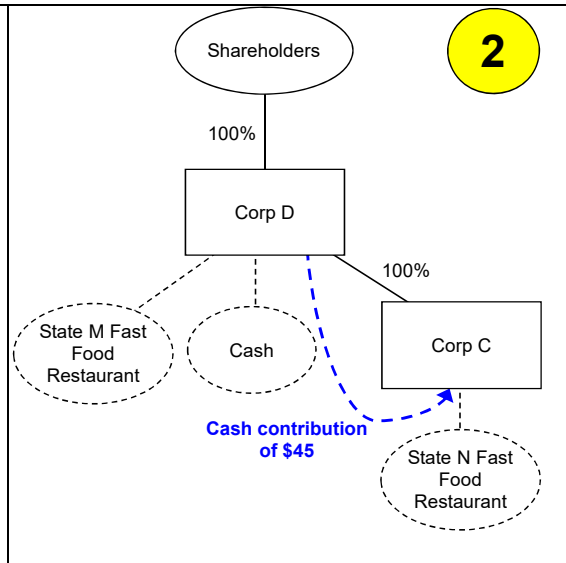 Shareholders
2
100%
Corp D
100%
State M Fast
Food
Restaurant
Cash
Corp C
Cash contribution
of $45
State N Fast
Food
Restaurant